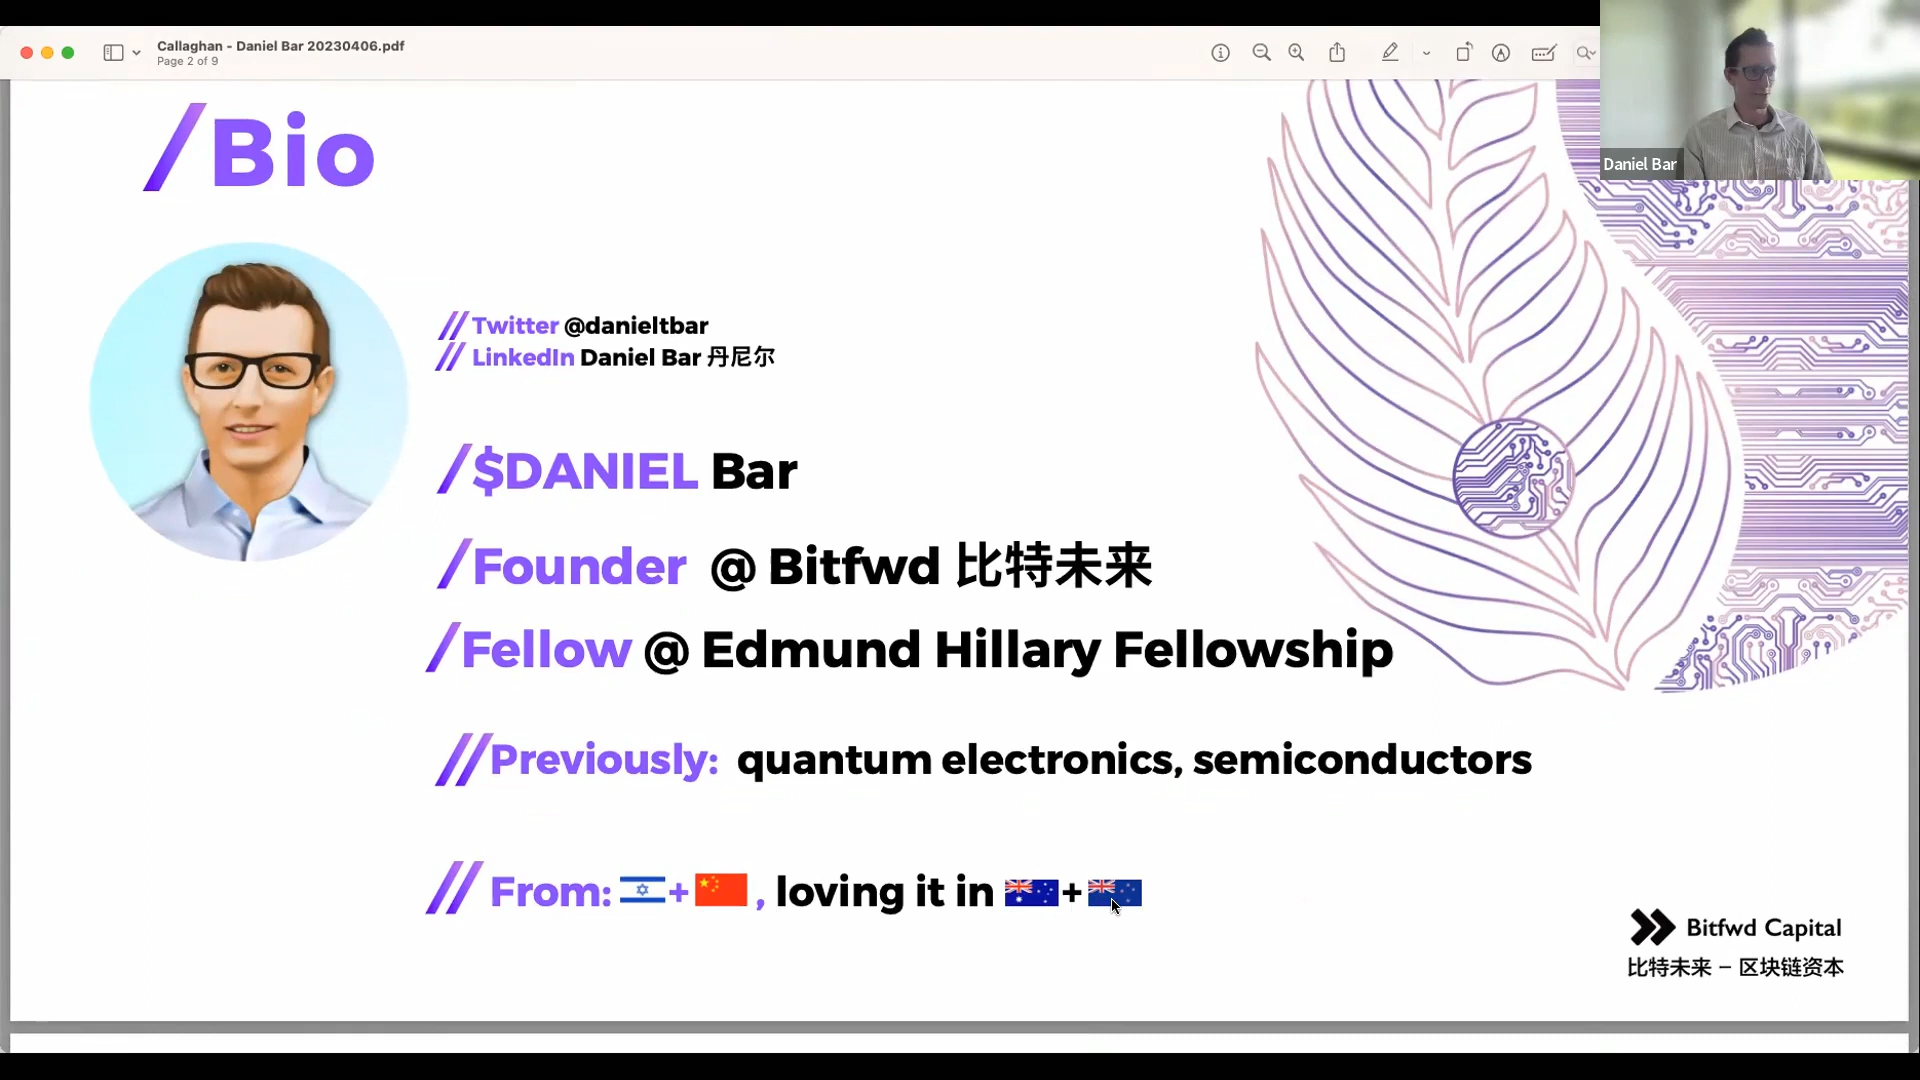 Callaghan - Daniel Bar 20230406.pdf
Page 2 of 9
Daniel Bar
/Bio
// Twitter @danieltbar
// LinkedIn Daniel Bar 丹尼尔
/$DANIEL Bar
/Founder @ Bitfwd 比特未来
/Fellow @ Edmund Hillary Fellowship
//Previously: quantum electronics, semiconductors
// From: + , loving it in +
Bitfwd Capital
比特未来 – 区块链资本